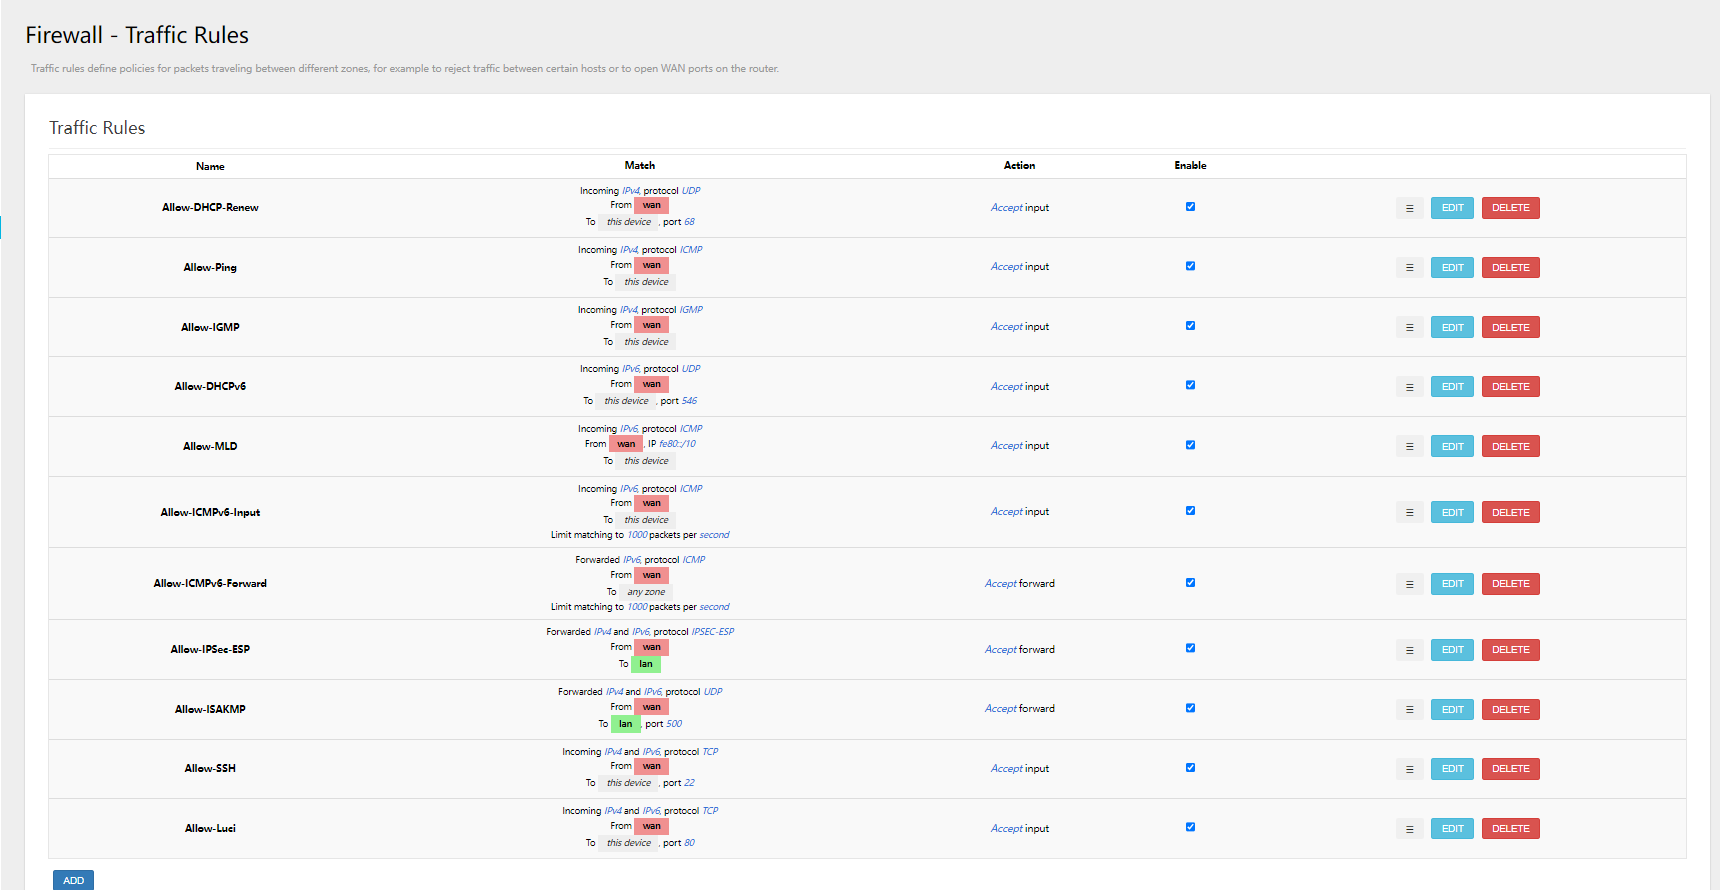 Firewall - Traffic Rules
Traffic rules define policies for packets traveling between different zones, for example to reject traffic between certain hosts or to open WAN ports on the router.
Traffic Rules
Name Match Action Enable
Incoming IPv4, protocol UDP
From wan
To this device, port 68
Allow-DHCP-Renew Accept input ☰ EDIT DELETE
Incoming IPv4, protocol ICMP
From wan
To this device
Allow-Ping Accept input ☰ EDIT DELETE
Incoming IPv4, protocol IGMP
From wan
To this device
Allow-IGMP Accept input ☰ EDIT DELETE
Incoming IPv6, protocol UDP
From wan
To this device, port 546
Allow-DHCPv6 Accept input ☰ EDIT DELETE
Incoming IPv6, protocol ICMP
From wan, IP fe80::/10
To this device
Allow-MLD Accept input ☰ EDIT DELETE
Incoming IPv6, protocol ICMP
From wan
To this device
Limit matching to 1000 packets per second
Allow-ICMPv6-Input Accept input ☰ EDIT DELETE
Forwarded IPv6, protocol ICMP
From wan
To any zone
Limit matching to 1000 packets per second
Allow-ICMPv6-Forward Accept forward ☰ EDIT DELETE
Forwarded IPv4 and IPv6, protocol IPSEC-ESP
From wan
To lan
Allow-IPSec-ESP Accept forward ☰ EDIT DELETE
Forwarded IPv4 and IPv6, protocol UDP
From wan
To lan, port 500
Allow-ISAKMP Accept forward ☰ EDIT DELETE
Incoming IPv4 and IPv6, protocol TCP
From wan
To this device, port 22
Allow-SSH Accept input ☰ EDIT DELETE
Incoming IPv4 and IPv6, protocol TCP
From wan
To this device, port 80
Allow-Luci Accept input ☰ EDIT DELETE
ADD